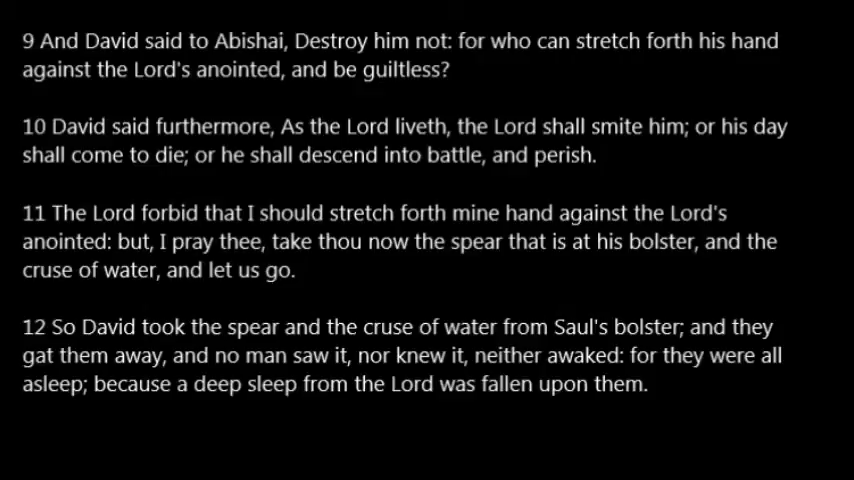 9 And David said to Abishai, Destroy him not: for who can stretch forth his hand
against the Lord's anointed, and be guiltless?
10 David said furthermore, As the Lord liveth, the Lord shall smite him; or his day
shall come to die; or he shall descend into battle, and perish.
11 The Lord forbid that I should stretch forth mine hand against the Lord's
anointed: but, I pray thee, take thou now the spear that is at his bolster, and the
cruse of water, and let us go.
12 So David took the spear and the cruse of water from Saul's bolster; and they
gat them away, and no man saw it, nor knew it, neither awaked: for they were all
asleep; because a deep sleep from the Lord was fallen upon them.